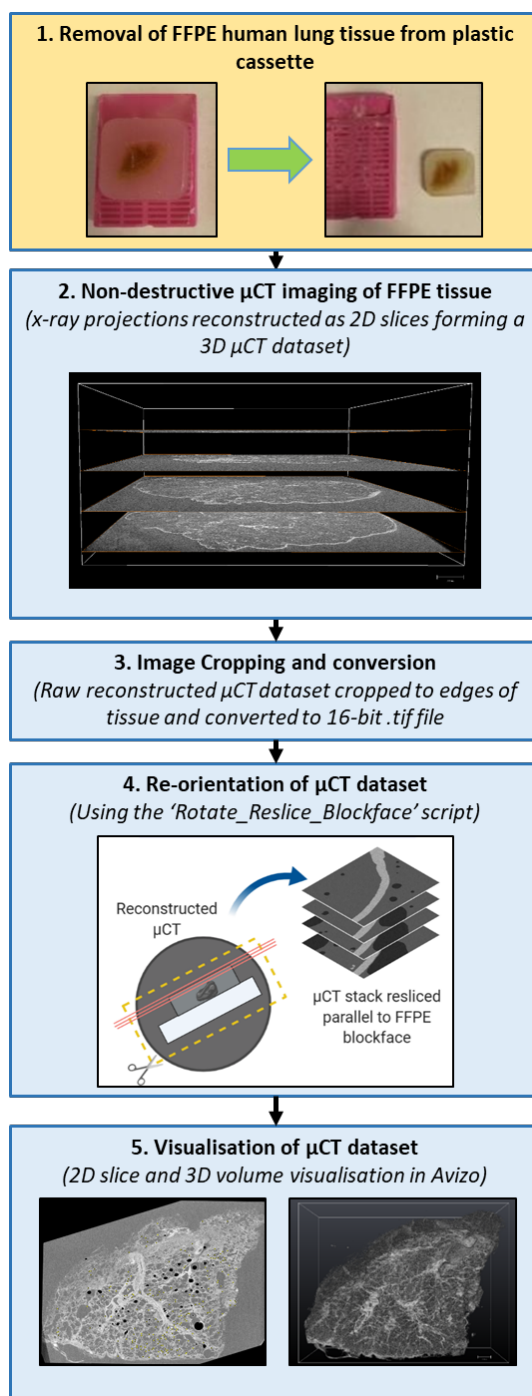 1. Removal of FFPE human lung tissue from plastic
cassette
2. Non-destructive µCT imaging of FFPE tissue
(x-ray projections reconstructed as 2D slices forming a
3D µCT dataset)
3. Image Cropping and conversion
(Raw reconstructed µCT dataset cropped to edges of
tissue and converted to 16-bit .tif file
4. Re-orientation of µCT dataset
(Using the ‘Rotate_Reslice_Blockface’ script)
Reconstructed
µCT
µCT stack resliced
parallel to FFPE
blockface
5. Visualisation of µCT dataset
(2D slice and 3D volume visualisation in Avizo)